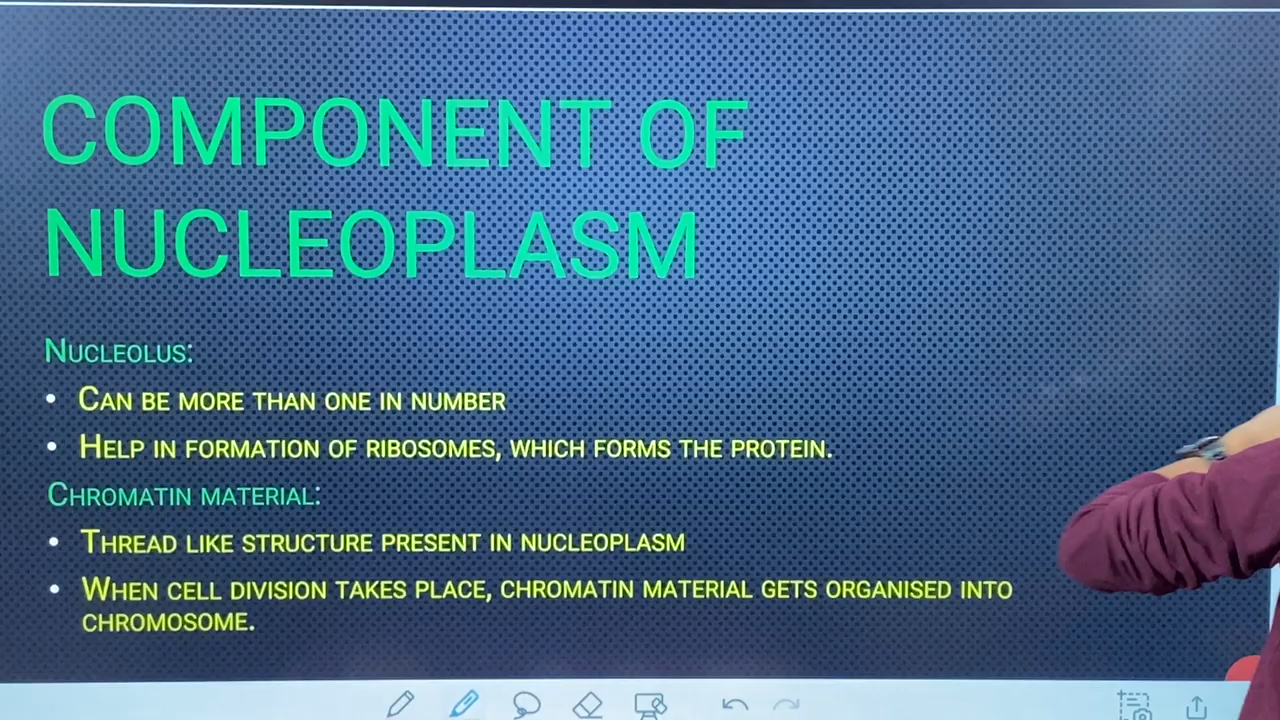 COMPONENT OF
NUCLEOPLASM
NUCLEOLUS:
• CAN BE MORE THAN ONE IN NUMBER
• HELP IN FORMATION OF RIBOSOMES, WHICH FORMS THE PROTEIN.
CHROMATIN MATERIAL:
• THREAD LIKE STRUCTURE PRESENT IN NUCLEOPLASM
• WHEN CELL DIVISION TAKES PLACE, CHROMATIN MATERIAL GETS ORGANISED INTO
CHROMOSOME.